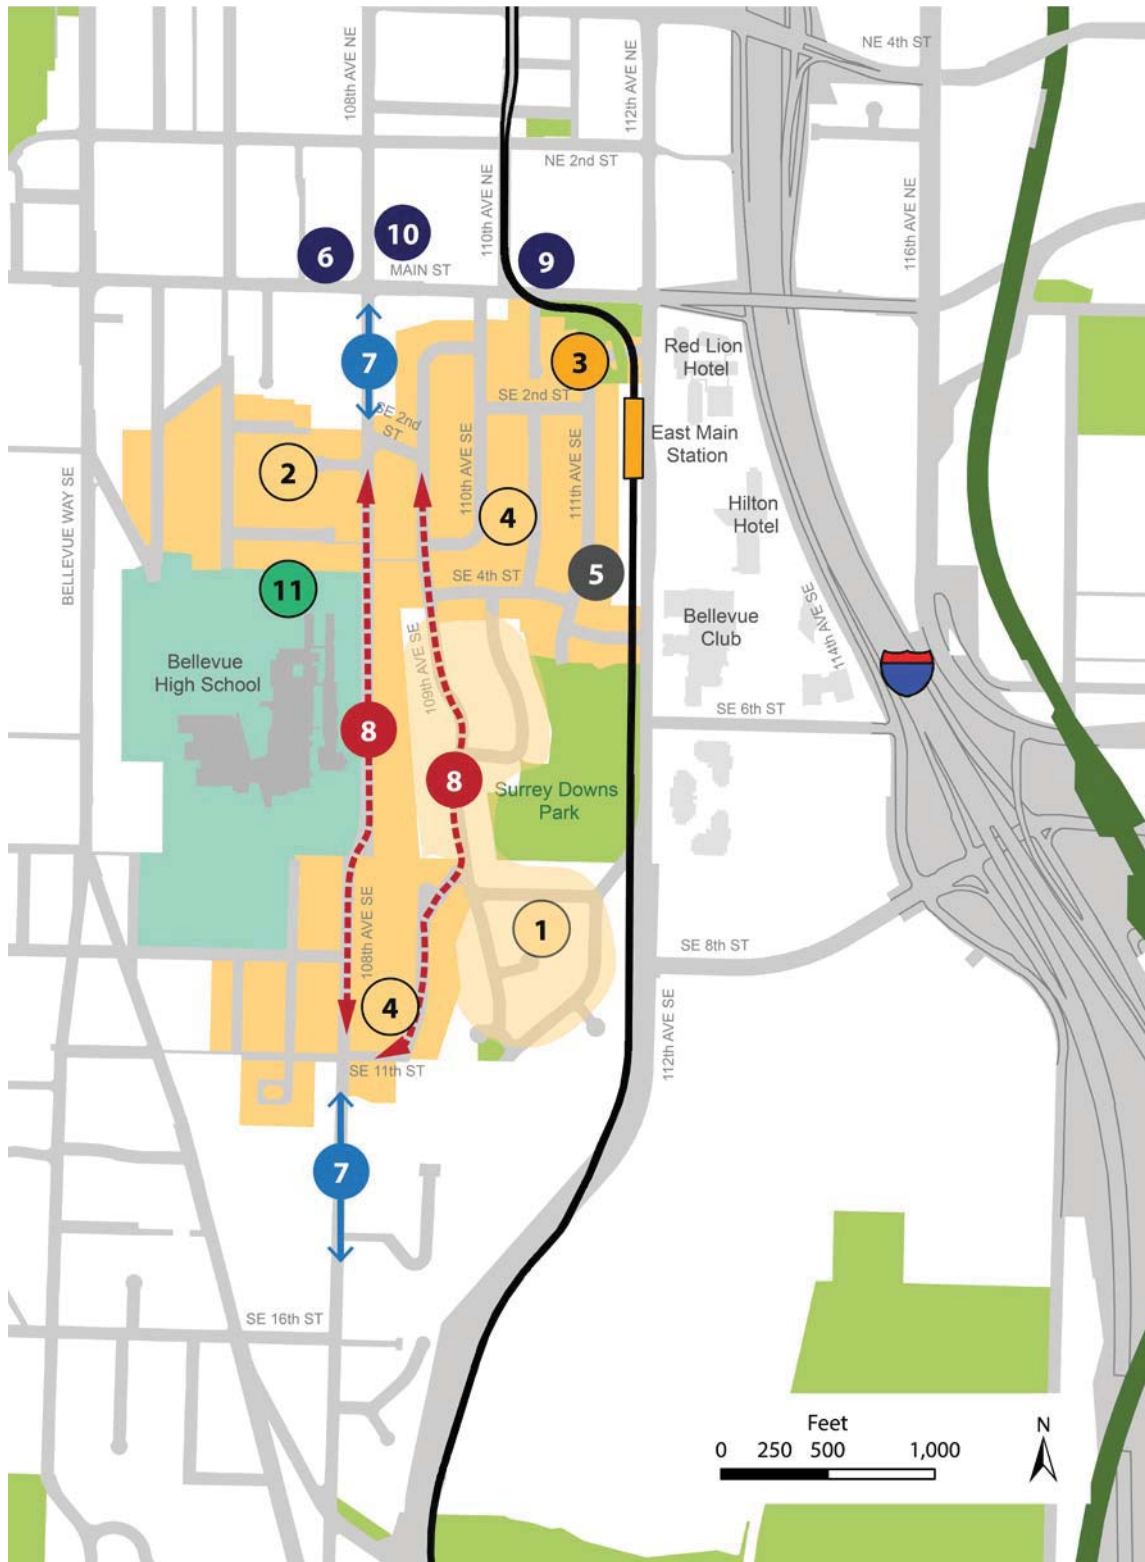 NE 4th ST
108th AVE NE
112th AVE NE
NE 2nd ST
110th AVE NE
116th AVE NE
6
10
9
MAIN ST
7
3
Red Lion
Hotel
SE 2nd ST
SE 2nd
ST
East Main
Station
2
110th AVE SE
111th AVE SE
4
Hilton
Hotel
BELLEVUE WAY SE
11
SE 4th ST
5
Bellevue
Club
114th AVE SE
Bellevue
High School
109th AVE SE
SE 6th ST
8
8
Surrey Downs
Park
108th AVE SE
1
SE 8th ST
4
SE 11th ST
112th AVE SE
7
SE 16th ST
Feet
0 250 500 1,000
N